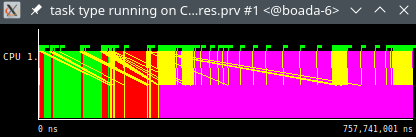 task type running on C...res.prv #1 <@boada-6>
CPU 1.
0 ns
757,741,001 ns